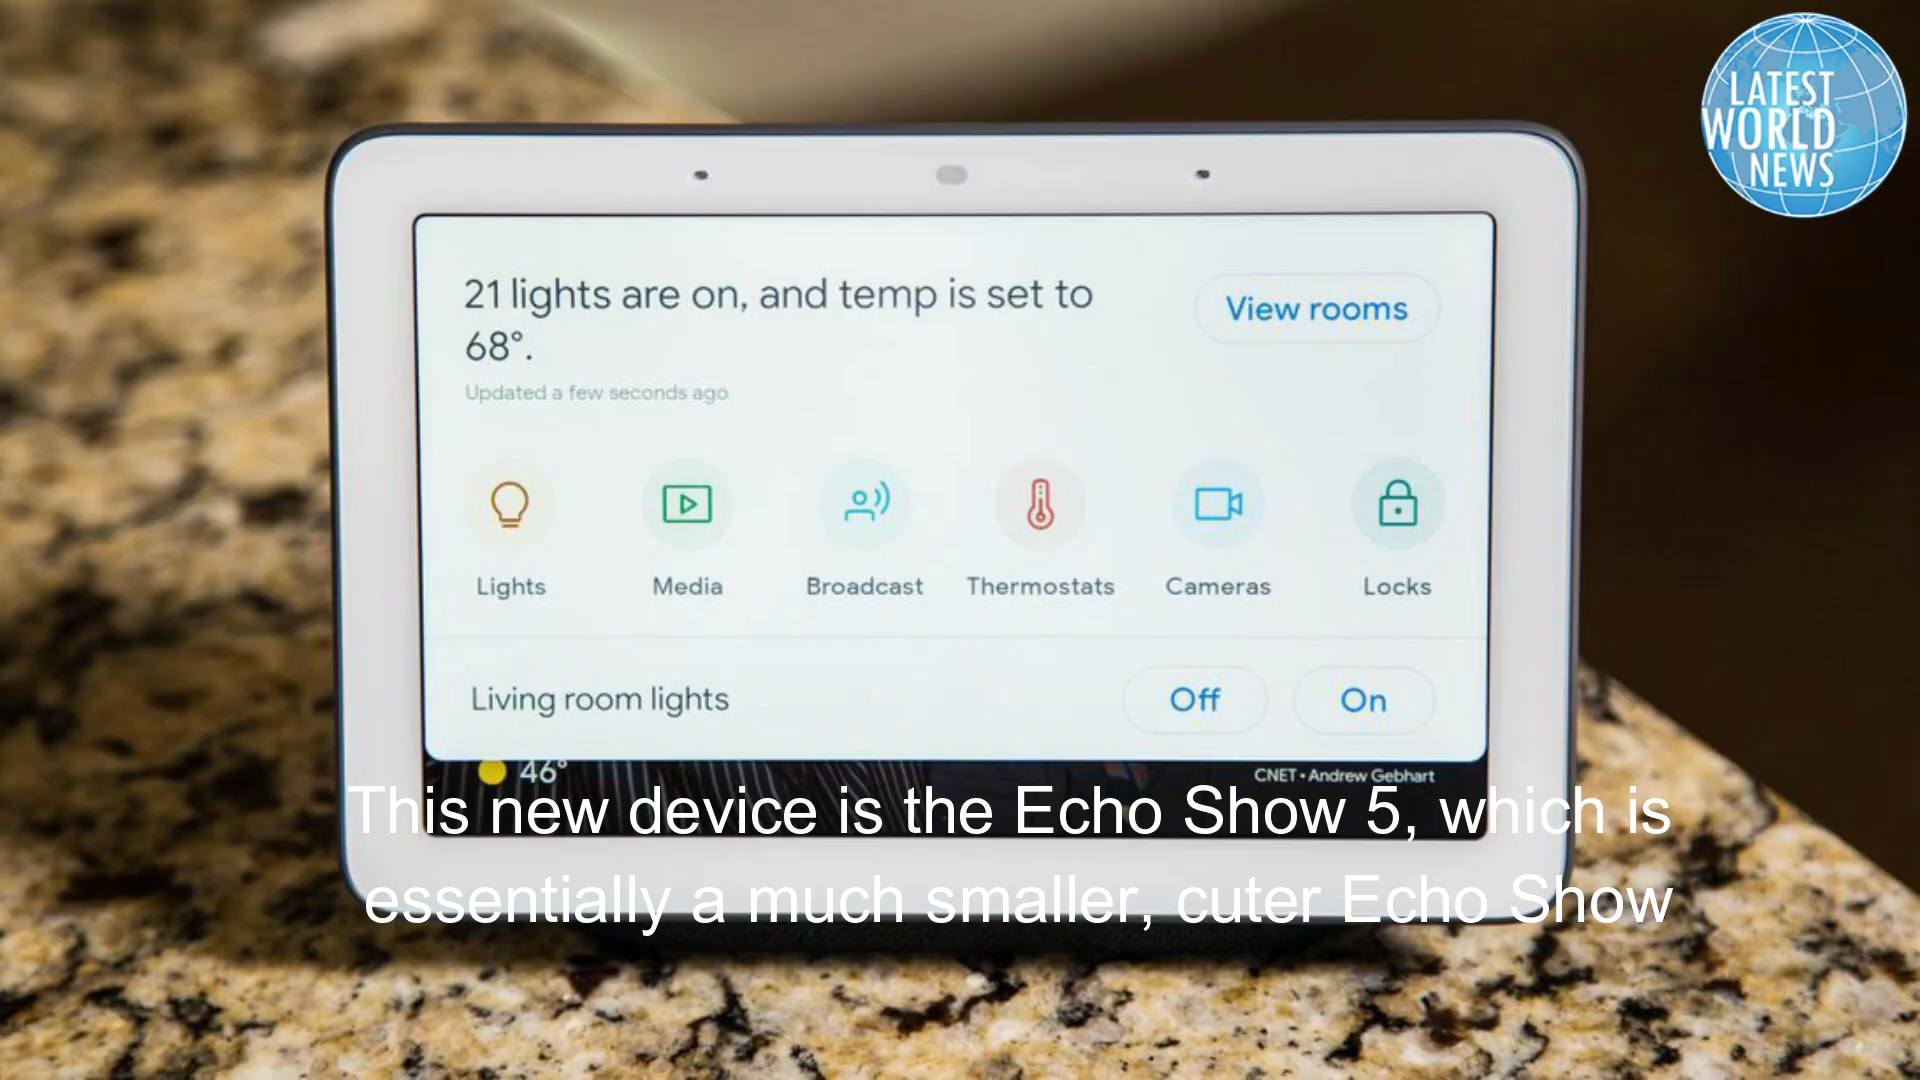 LATEST
WORLD
NEWS
21 lights are on, and temp is set to
68°.
View rooms
Updated a few seconds ago
Lights
Media
Broadcast
Thermostats
Cameras
Locks
Living room lights
Off
On
46°
CNET • Andrew Gebhart
This new device is the Echo Show 5, which is
essentially a much smaller, cuter Echo Show